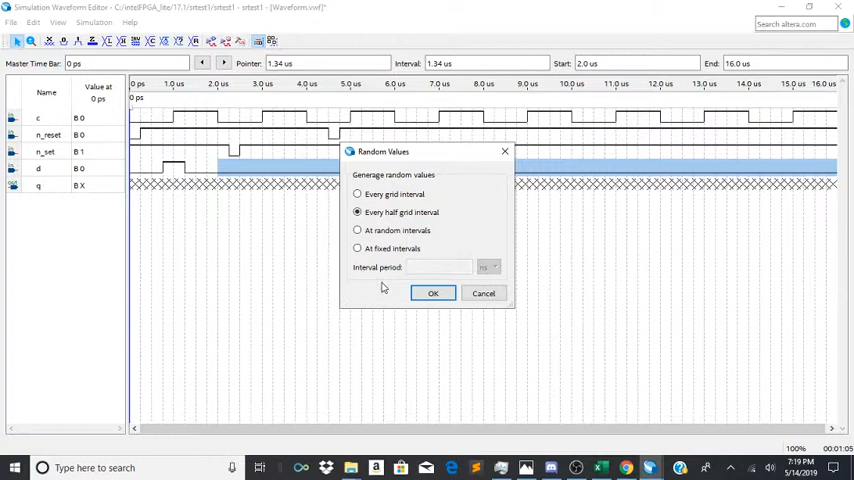 Simulation Waveform Editor - C:/intelFPGA_lite/17.1/srtest1/srtest1 - srtest1 - [Waveform.vwf]*
File Edit View Simulation Help
Search altera.com
Master Time Bar: 0 ps Pointer: 1.34 us Interval: 1.34 us Start: 2.0 us End: 16.0 us
Name Value at
0 ps
0 ps 1.0 us 2.0 us 3.0 us 4.0 us 5.0 us 6.0 us 7.0 us 8.0 us 9.0 us 10.0 us 11.0 us 12.0 us 13.0 us 14.0 us 15.0 us 16.0 us
0 ps
c B 0
n_reset B 0
n_set B 1
d B 0
q B X
Random Values
Generage random values
Every grid interval
Every half grid interval
At random intervals
At fixed intervals
Interval period: ns
OK Cancel
100% 00:01:05
Type here to search
7:19 PM
5/14/2019